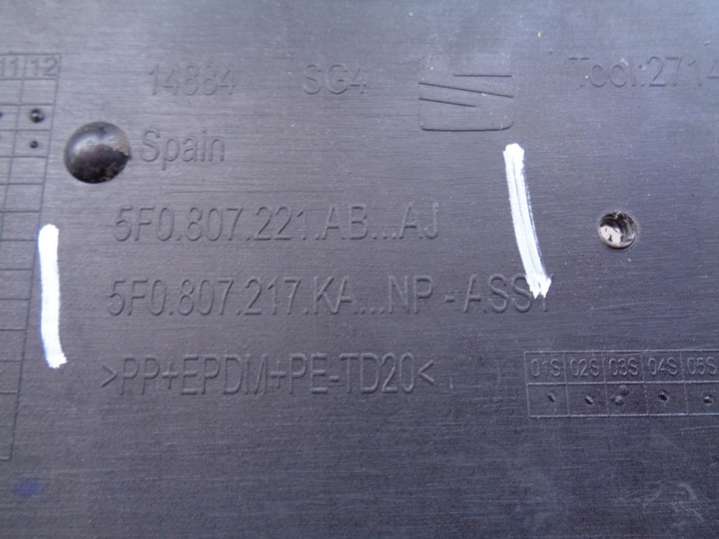 11/12
14884 SG4 Tool:2714
Spain
5F0.807.221.AB...AJ
5F0.807.217.KA...NP - ASSY
>PP+EPDM+PE-TD20<
01S 02S 03S 04S 05S